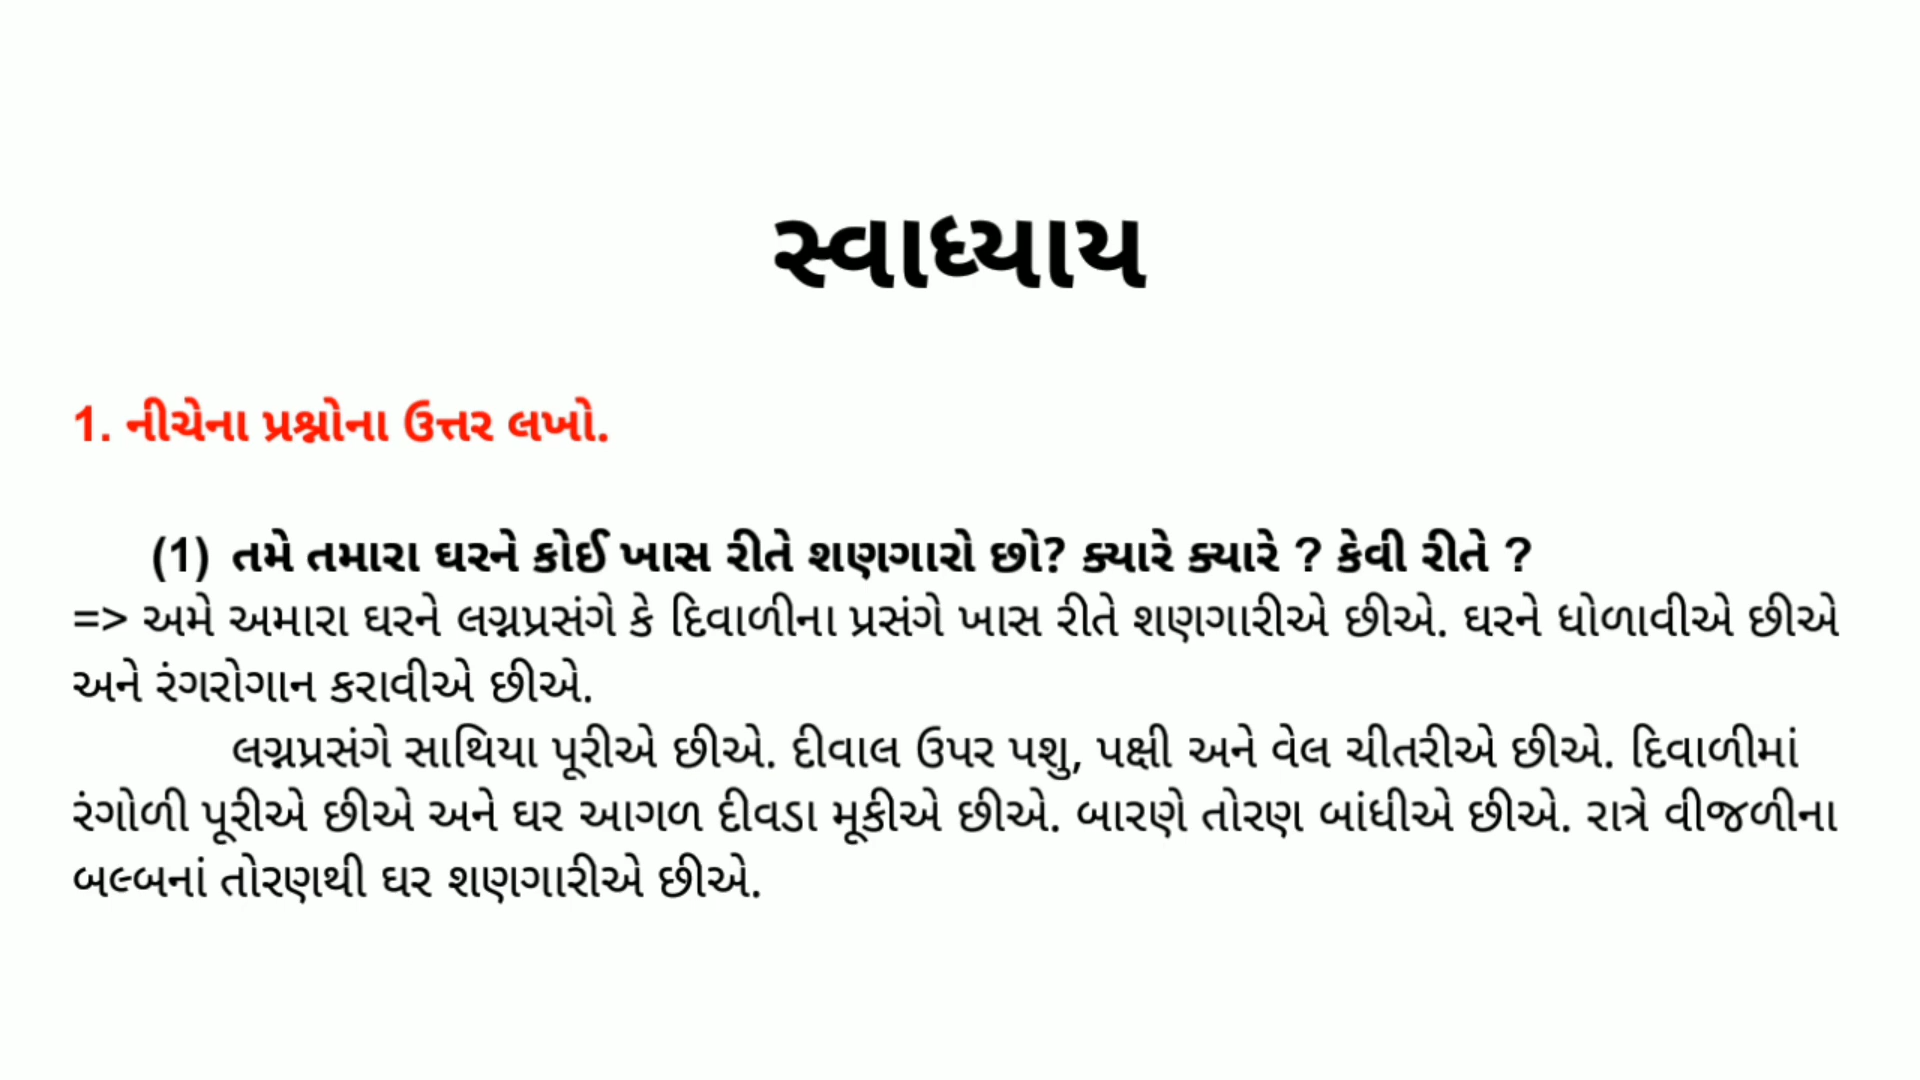 સ્વાધ્યાય
1. નીચેના પ્રશ્નોના ઉત્તર લખો.
(1) તમે તમારા ઘરને કોઈ ખાસ રીતે શણગારો છો? ક્યારે ક્યારે ? કેવી રીતે ?
=> અમે અમારા ઘરને લગ્નપ્રસંગે કે દિવાળીના પ્રસંગે ખાસ રીતે શણગારીએ છીએ. ઘરને ધોળાવીએ છીએ
અને રંગરોગાન કરાવીએ છીએ.
લગ્નપ્રસંગે સાથિયા પૂરીએ છીએ. દીવાલ ઉપર પશુ, પક્ષી અને વેલ ચીતરીએ છીએ. દિવાળીમાં
રંગોળી પૂરીએ છીએ અને ઘર આગળ દીવડા મૂકીએ છીએ. બારણે તોરણ બાંધીએ છીએ. રાત્રે વીજળીના
બલ્બનાં તોરણથી ઘર શણગારીએ છીએ.